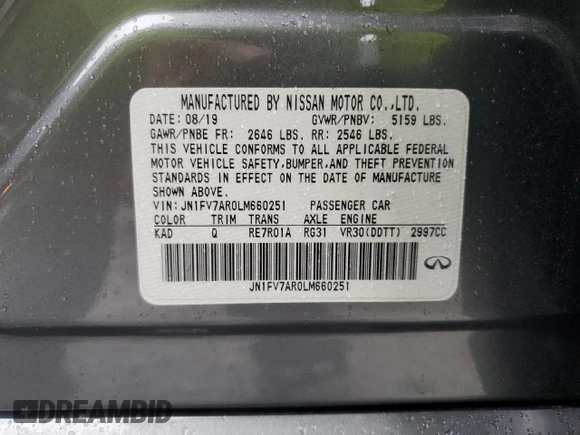 MANUFACTURED BY NISSAN MOTOR CO.,LTD.
DATE: 08/19 GVWR/PNBV: 5159 LBS.
GAWR/PNBE FR: 2646 LBS. RR: 2546 LBS.
THIS VEHICLE CONFORMS TO ALL APPLICABLE FEDERAL
MOTOR VEHICLE SAFETY,BUMPER,AND THEFT PREVENTION
STANDARDS IN EFFECT ON THE DATE OF MANUFACTURE
SHOWN ABOVE.
VIN: JN1FV7AR0LM660251 PASSENGER CAR
COLOR TRIM TRANS AXLE ENGINE
KAD Q RE7R01A RG31 VR30(DDTT) 2997CC
JN1FV7AR0LM660251
DREAMBID